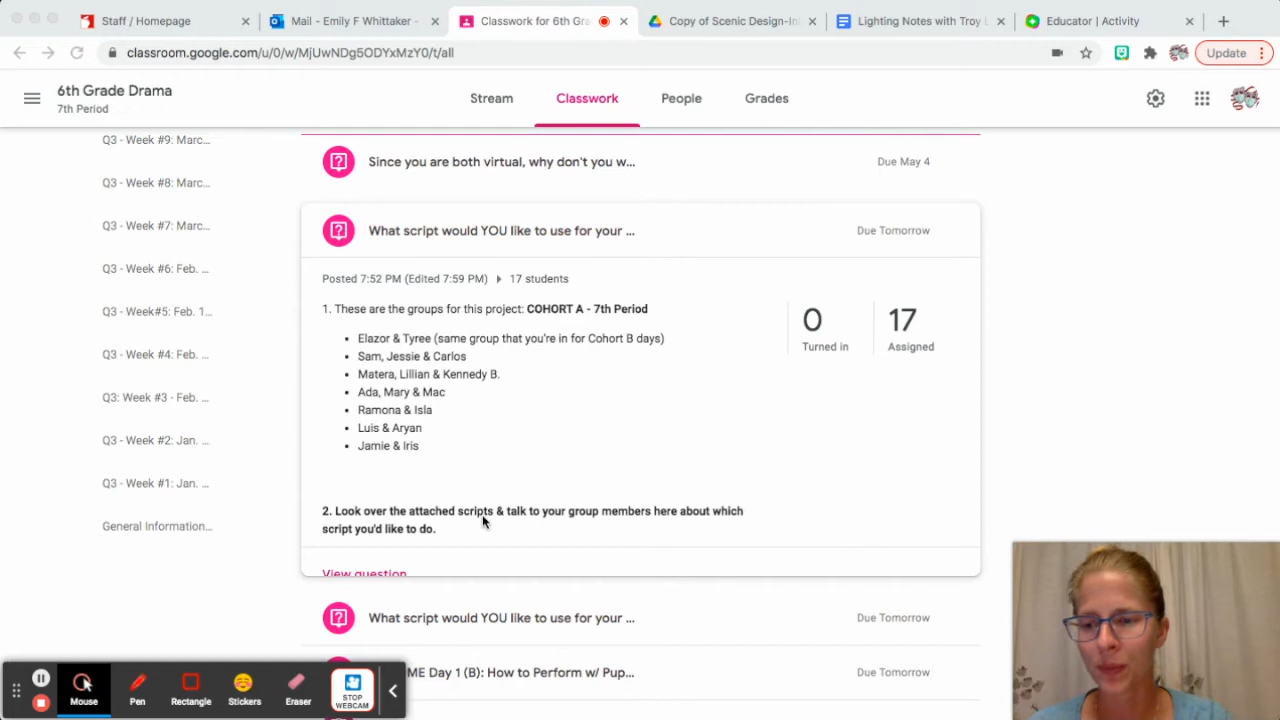 Staff / Homepage
Mail - Emily F Whittaker -
Classwork for 6th Gra
Copy of Scenic Design-In
Lighting Notes with Troy L
Educator | Activity
classroom.google.com/u/0/w/MjUwNDg5ODYxMzY0/t/all
Update
6th Grade Drama
7th Period
Stream
Classwork
People
Grades
Q3 - Week #9: Marc...
Q3 - Week #8: Marc...
Q3 - Week #7: Marc...
Q3 - Week #6: Feb. ...
Q3 - Week#5: Feb. 1...
Q3 - Week #4: Feb. ...
Q3: Week #3 - Feb. ...
Q3 - Week #2: Jan. ...
Q3 - Week #1: Jan. ...
General Information...
Since you are both virtual, why don't you w...
Due May 4
What script would YOU like to use for your ...
Due Tomorrow
Posted 7:52 PM (Edited 7:59 PM)
17 students
1. These are the groups for this project: COHORT A - 7th Period
• Elazor & Tyree (same group that you're in for Cohort B days)
• Sam, Jessie & Carlos
• Matera, Lillian & Kennedy B.
• Ada, Mary & Mac
• Ramona & Isla
• Luis & Aryan
• Jamie & Iris
0
Turned in
17
Assigned
2. Look over the attached scripts & talk to your group members here about which
script you'd like to do.
View question
What script would YOU like to use for your ...
Due Tomorrow
ME Day 1 (B): How to Perform w/ Pup...
Due Tomorrow
Mouse
Pen
Rectangle
Stickers
Eraser
STOP
WEBCAM